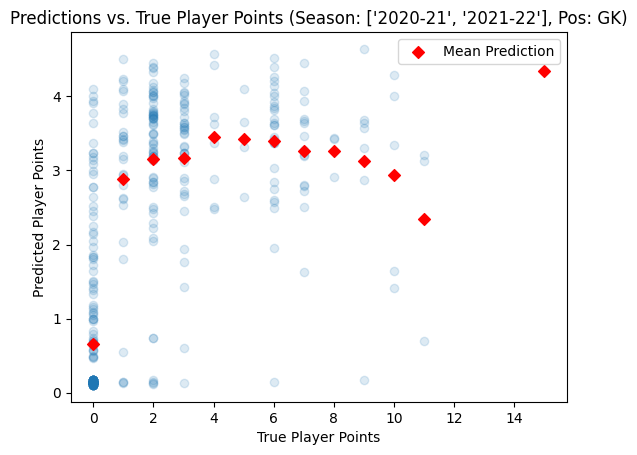 Predictions vs. True Player Points (Season: ['2020-21', '2021-22'], Pos: GK)
Mean Prediction
Predicted Player Points
4
3
2
1
0
0 2 4 6 8 10 12 14
True Player Points